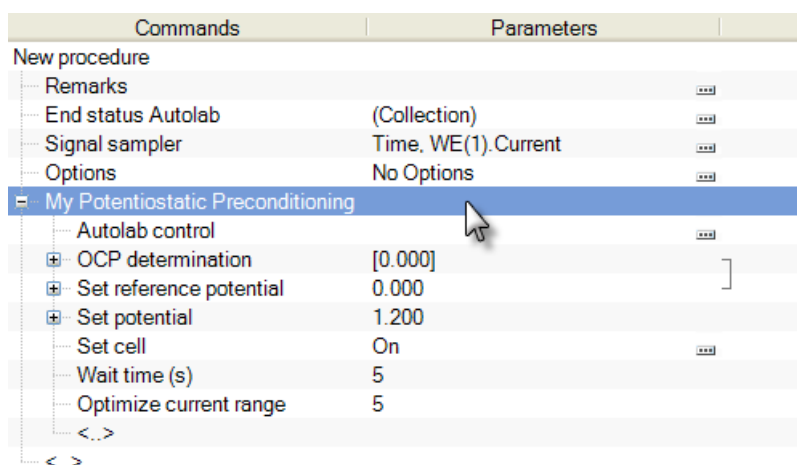 Commands Parameters
New procedure
Remarks
End status Autolab (Collection)
Signal sampler Time, WE(1).Current
Options No Options
My Potentiostatic Preconditioning
Autolab control
OCP determination [0.000]
Set reference potential 0.000
Set potential 1.200
Set cell On
Wait time (s) 5
Optimize current range 5
<..>
<..>